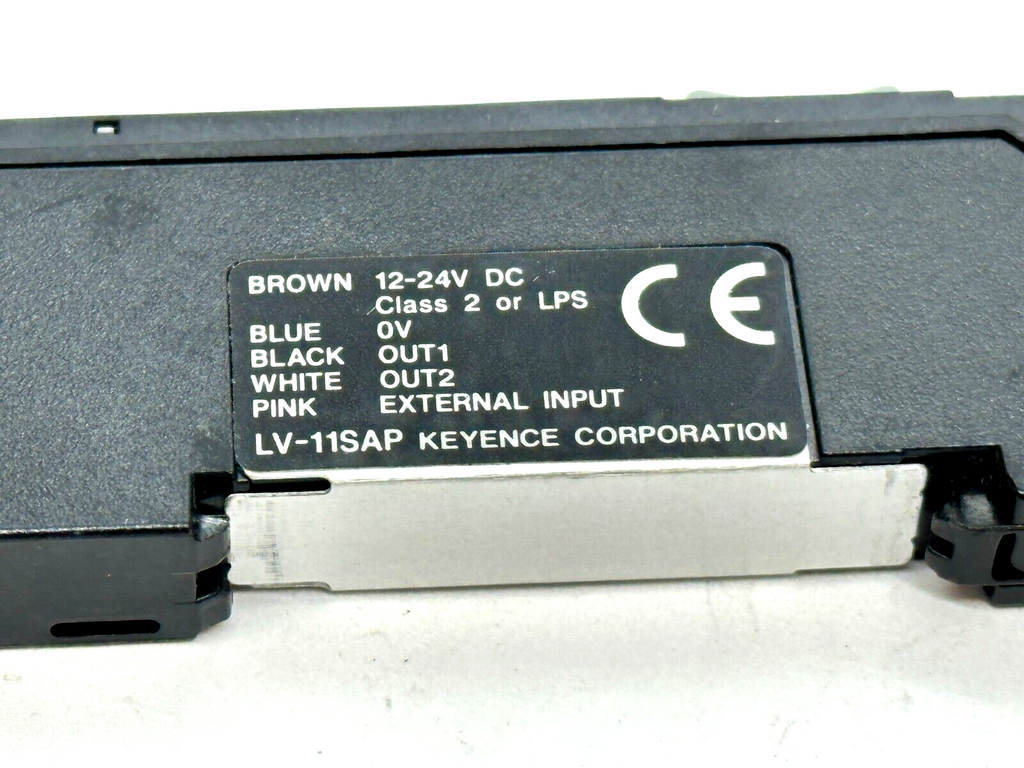 BROWN 12-24V DC
Class 2 or LPS
BLUE 0V
BLACK OUT1
WHITE OUT2
PINK EXTERNAL INPUT
LV-11SAP KEYENCE CORPORATION
CE